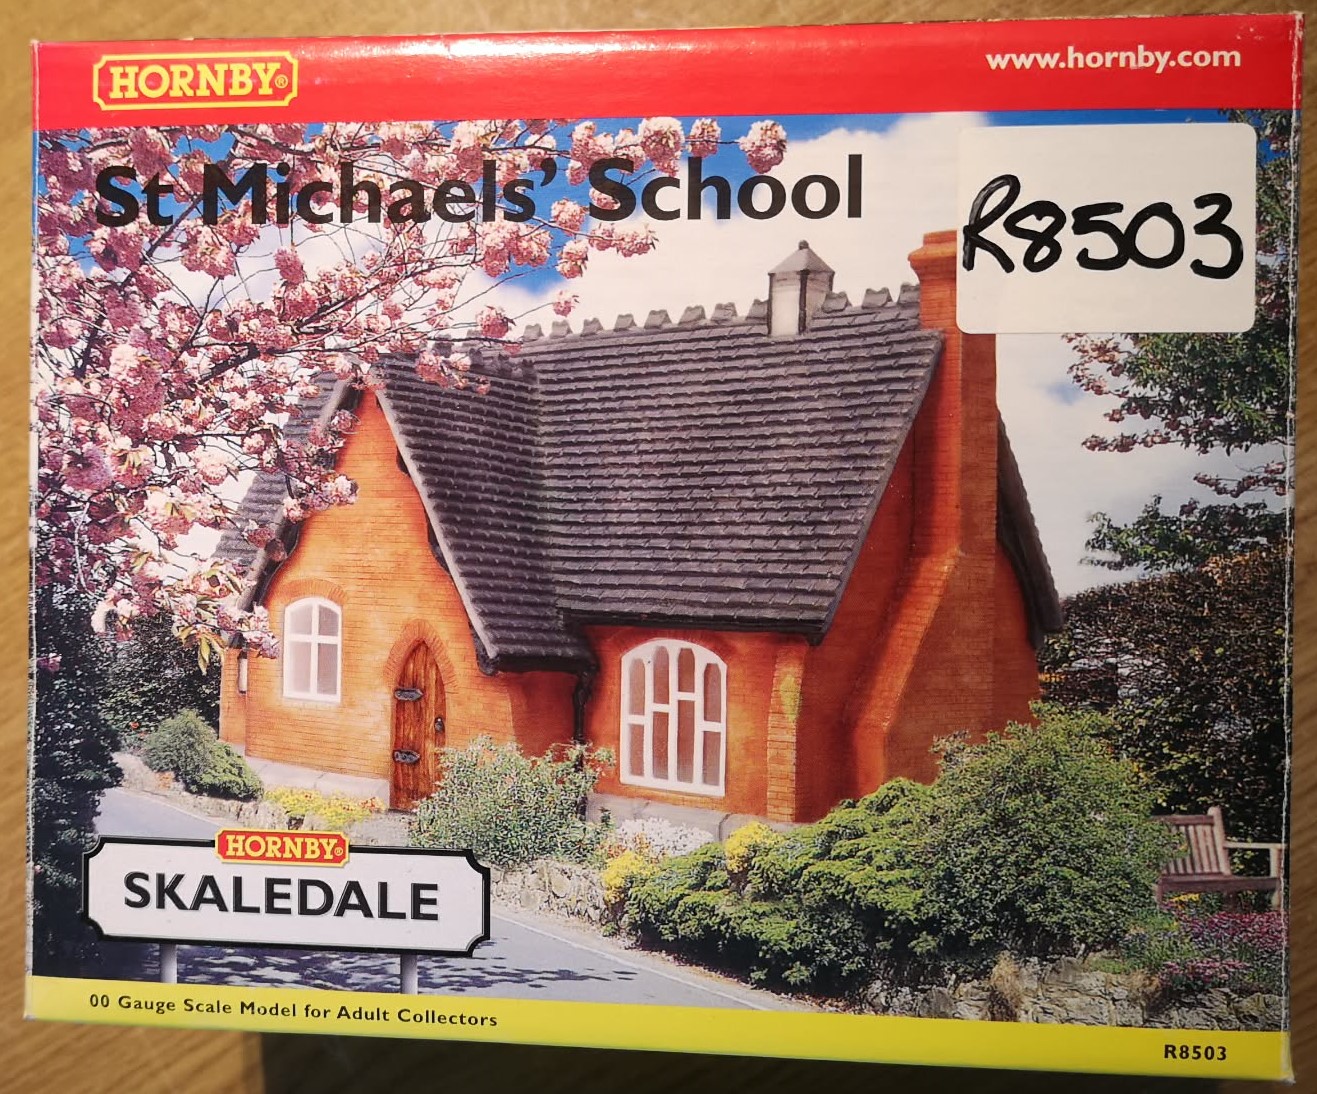 HORNBY®
www.hornby.com
St Michaels' School
R8503
HORNBY®
SKALEDALE
00 Gauge Scale Model for Adult Collectors
R8503